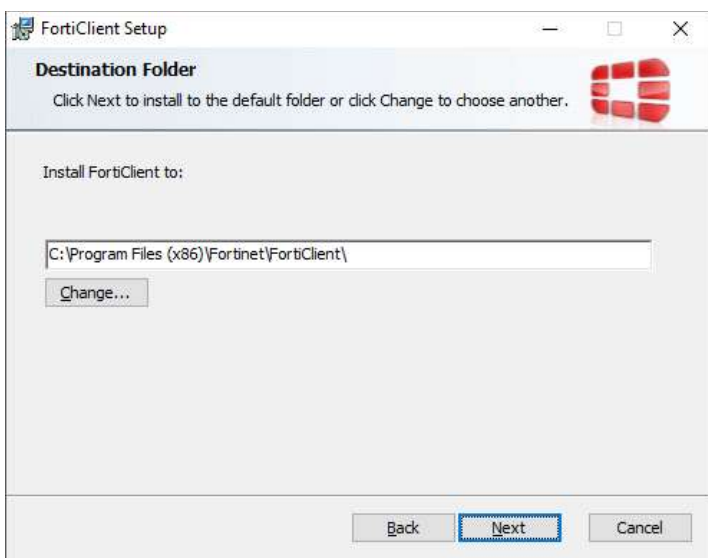 FortiClient Setup
Destination Folder
Click Next to install to the default folder or click Change to choose another.
Install FortiClient to:
C:\Program Files (x86)\Fortinet\FortiClient\
Change...
Back Next Cancel